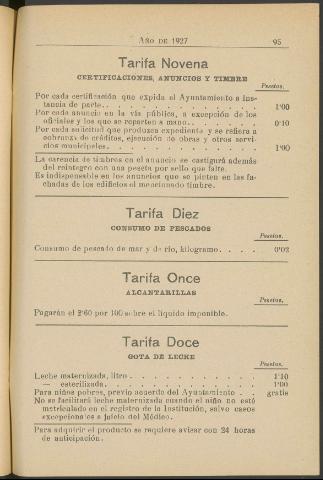 AÑO DE 1927 95
Tarifa Novena
CERTIFICACIONES, ANUNCIOS Y TIMBRE
Pesetas.
Por cada certificación que expida el Ayuntamiento a ins-
tancia de parte. . . . . . . . . . . . . 1'00
Por cada anuncio en la vía pública, a excepción de los
oficiales y los que se reparten a mano. . . . . . 0'10
Por cada solicitud que produzca expediente y se refiera a
cobranza de créditos, ejecución de obras y otros servi-
cios municipales. . . . . . . . . . . . . 1'00
La carencia de timbres en el anuncio se castigará además
del reintegro con una peseta por sello que falte.
Es indispensable en los anuncios que se pinten en las fa-
chadas de los edificios el mencionado timbre.
Tarifa Diez
CONSUMO DE PESCADOS
Pesetas.
Consumo de pescado de mar y de río, kilogramo. . . . 0'02
Tarifa Once
ALCANTARILLAS
Pesetas.
Pagarán el 2'60 por 100 sobre el líquido imponible.
Tarifa Doce
GOTA DE LECHE
Pesetas.
Leche maternizada, litro . . . . . . . . . . 1'10
— esterilizada. . . . . . . . . . . . 1'00
Para niños pobres, previo acuerdo del Ayuntamiento . . gratis
No se facilitará leche maternizada cuando el niño no esté
matriculado en el registro de la Institución, salvo casos
excepcionales a juicio del Médico.
Para adquirir el producto se requiere avisar con 24 horas
de anticipación.